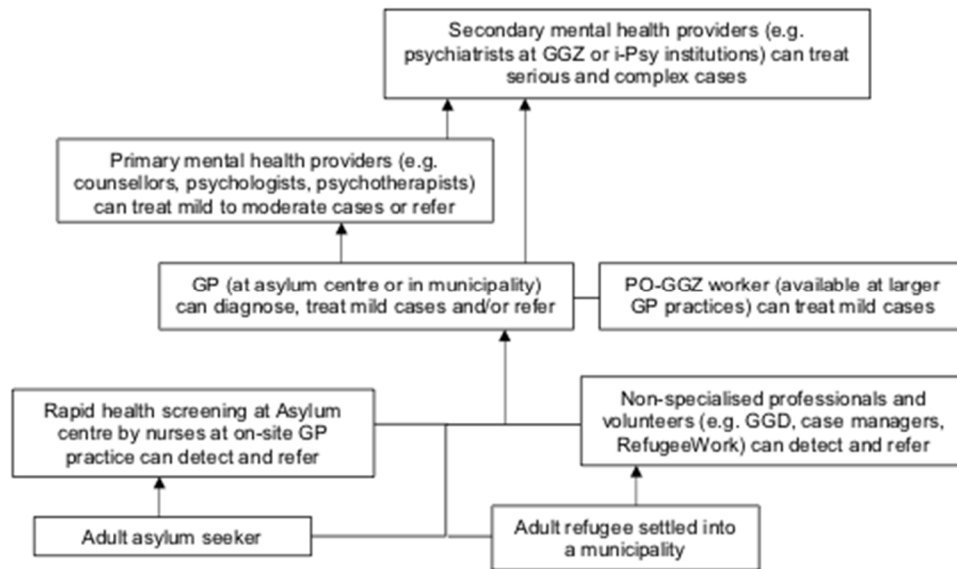 Secondary mental health providers (e.g.
psychiatrists at GGZ or i-Psy institutions) can treat
serious and complex cases
Primary mental health providers (e.g.
counsellors, psychologists, psychotherapists)
can treat mild to moderate cases or refer
GP (at asylum centre or in municipality)
can diagnose, treat mild cases and/or refer
PO-GGZ worker (available at larger
GP practices) can treat mild cases
Rapid health screening at Asylum
centre by nurses at on-site GP
practice can detect and refer
Non-specialised professionals and
volunteers (e.g. GGD, case managers,
RefugeeWork) can detect and refer
Adult asylum seeker
Adult refugee settled into
a municipality